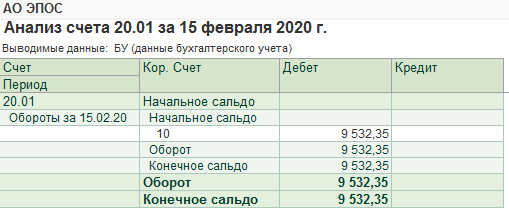 АО ЭПОС
Анализ счета 20.01 за 15 февраля 2020 г.
Выводимые данные: БУ (данные бухгалтерского учета)
Счет Кор. Счет Дебет Кредит
Период
20.01 Начальное сальдо
Обороты за 15.02.20 Начальное сальдо
10 9 532,35
Оборот 9 532,35
Конечное сальдо 9 532,35
Оборот 9 532,35
Конечное сальдо 9 532,35